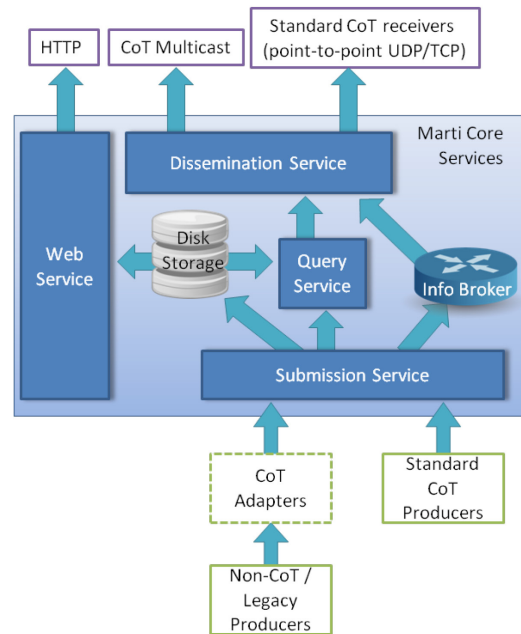 Standard CoT receivers
(point-to-point UDP/TCP)
HTTP
CoT Multicast
Marti Core
Services
Dissemination Service
Web
Service
Disk
Storage
Query
Service
Info Broker
Submission Service
CoT
Adapters
Standard
CoT
Producers
Non-CoT /
Legacy
Producers